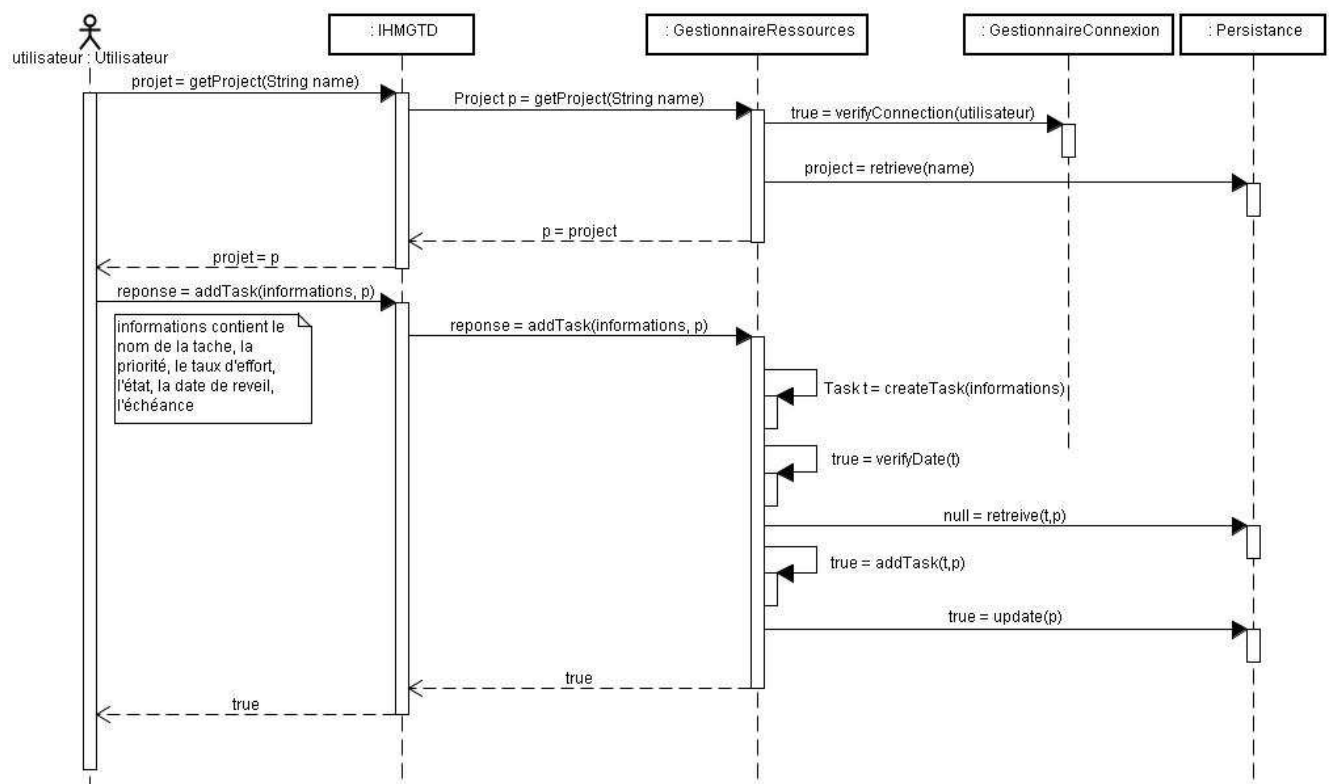 : IHMGTD
: GestionnaireRessources
: GestionnaireConnexion
: Persistance
utilisateur : Utilisateur
projet = getProject(String name)
Project p = getProject(String name)
true = verifyConnection(utilisateur)
project = retrieve(name)
p = project
projet = p
reponse = addTask(informations, p)
informations contient le
nom de la tache, la
priorité, le taux d'effort,
l'état, la date de reveil,
l'échéance
reponse = addTask(informations, p)
Task t = createTask(informations)
true = verifyDate(t)
null = retreive(t,p)
true = addTask(t,p)
true = update(p)
true
true